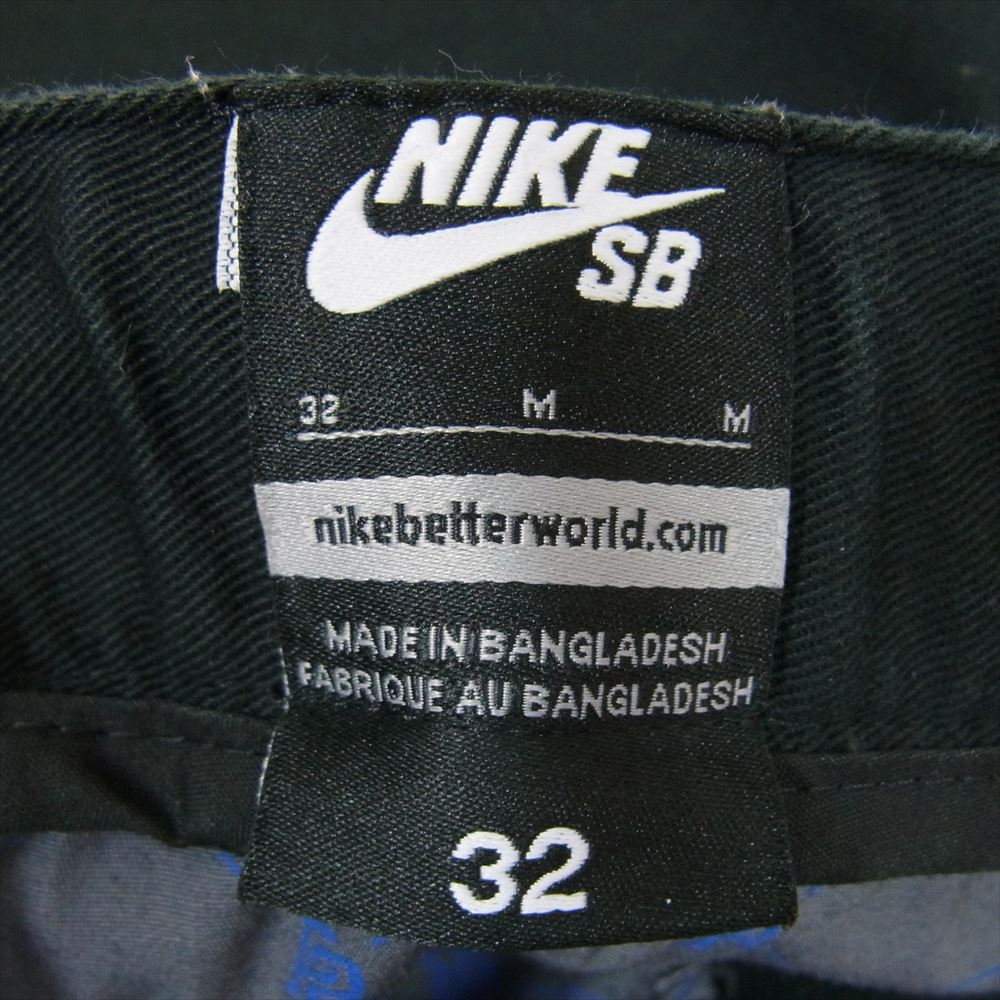 NIKE
SB
32 M M
nikebetterworld.com
MADE IN BANGLADESH
FABRIQUE AU BANGLADESH
32